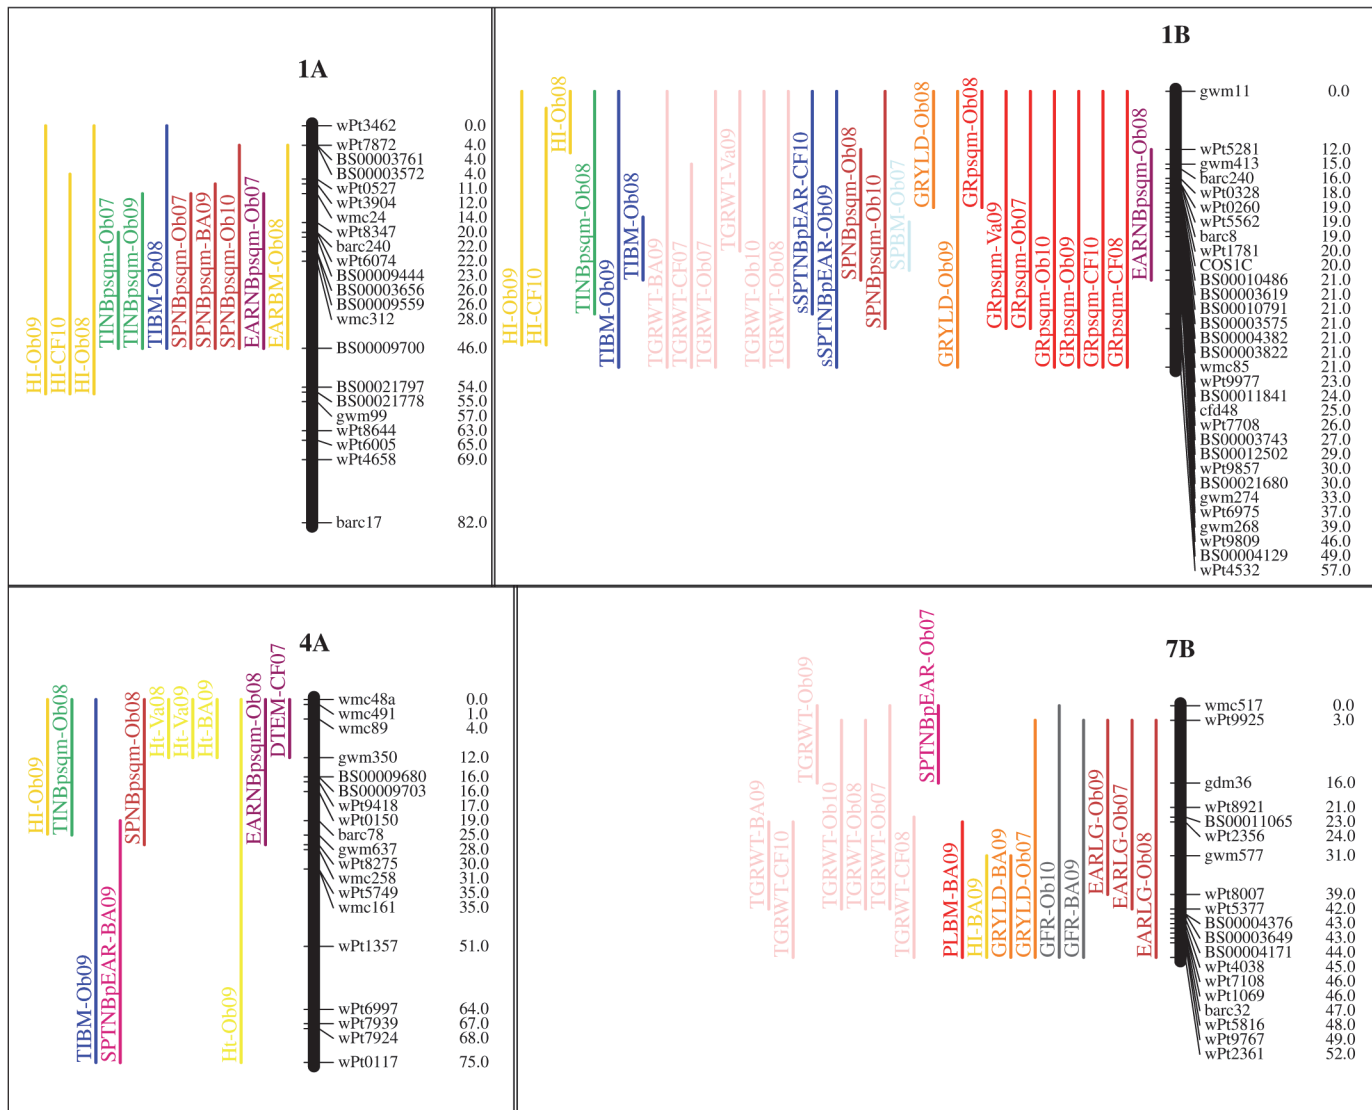 1A
HI-Ob09
HI-CF10
HI-Ob08
TINBpsqm-Ob07
TINBpsqm-Ob09
TIBM-Ob08
SPNBpsqm-Ob07
SPNBpsqm-BA09
SPNBpsqm-Ob10
EARNBpsqm-Ob07
EARBM-Ob08
wPt3462 0.0
wPt7872 4.0
BS00003761 4.0
BS00003572 4.0
wPt0527 11.0
wPt3904 12.0
wmc24 14.0
wPt8347 20.0
barc240 22.0
wPt6074 22.0
BS00009444 23.0
BS00003656 26.0
BS00009559 26.0
wmc312 28.0
BS00009700 46.0
BS00021797 54.0
BS00021778 55.0
gwm99 57.0
wPt8644 63.0
wPt6005 65.0
wPt4658 69.0
barc17 82.0
1B
HI-Ob09
HI-CF10
HI-Ob08
TINBpsqm-Ob08
TIBM-Ob09
TIBM-Ob08
TGRWT-BA09
TGRWT-CF07
TGRWT-Ob07
TGRWT-Va09
TGRWT-Ob10
TGRWT-Ob08
sSPTNBpEAR-CF10
sSPTNBpEAR-Ob09
SPNBpsqm-Ob08
SPNBpsqm-Ob10
SPBM-Ob07
GRYLD-Ob08
GRYLD-Ob09
GRpsqm-Ob08
GRpsqm-Va09
GRpsqm-Ob07
GRpsqm-Ob10
GRpsqm-Ob09
GRpsqm-CF10
GRpsqm-CF08
EARNBpsqm-Ob08
gwm11 0.0
wPt5281 12.0
gwm413 15.0
barc240 16.0
wPt0328 18.0
wPt0260 19.0
wPt5562 19.0
barc8 19.0
wPt1781 20.0
COS1C 20.0
BS00010486 21.0
BS00003619 21.0
BS00010791 21.0
BS00003575 21.0
BS00004382 21.0
BS00003822 21.0
wmc85 21.0
wPt9977 23.0
BS00011841 24.0
cfd48 25.0
wPt7708 26.0
BS00003743 27.0
BS00012502 29.0
wPt9857 30.0
BS00021680 30.0
gwm274 33.0
wPt6975 37.0
gwm268 39.0
wPt9809 46.0
BS00004129 49.0
wPt4532 57.0
4A
HI-Ob09
TINBpsqm-Ob08
TIBM-Ob09
SPTNBpEAR-BA09
SPNBpsqm-Ob08
Ht-Va08
Ht-Va09
Ht-BA09
Ht-Ob09
EARNBpsqm-Ob08
DTEM-CF07
wmc48a 0.0
wmc491 1.0
wmc89 4.0
gwm350 12.0
BS00009680 16.0
BS00009703 16.0
wPt9418 17.0
wPt0150 19.0
barc78 25.0
gwm637 28.0
wPt8275 30.0
wmc258 31.0
wPt5749 35.0
wmc161 35.0
wPt1357 51.0
wPt6997 64.0
wPt7939 67.0
wPt7924 68.0
wPt0117 75.0
7B
TGRWT-BA09
TGRWT-CF10
TGRWT-Ob09
TGRWT-Ob10
TGRWT-Ob08
TGRWT-Ob07
TGRWT-CF08
SPTNBpEAR-Ob07
PLBM-BA09
HI-BA09
GRYLD-BA09
GRYLD-Ob07
GFR-Ob10
GFR-BA09
EARLG-Ob09
EARLG-Ob07
EARLG-Ob08
wmc517 0.0
wPt9925 3.0
gdm36 16.0
wPt8921 21.0
BS00011065 23.0
wPt2356 24.0
gwm577 31.0
wPt8007 39.0
wPt5377 42.0
BS00004376 43.0
BS00003649 43.0
BS00004171 44.0
wPt4038 45.0
wPt7108 46.0
wPt1069 46.0
barc32 47.0
wPt5816 48.0
wPt9767 49.0
wPt2361 52.0